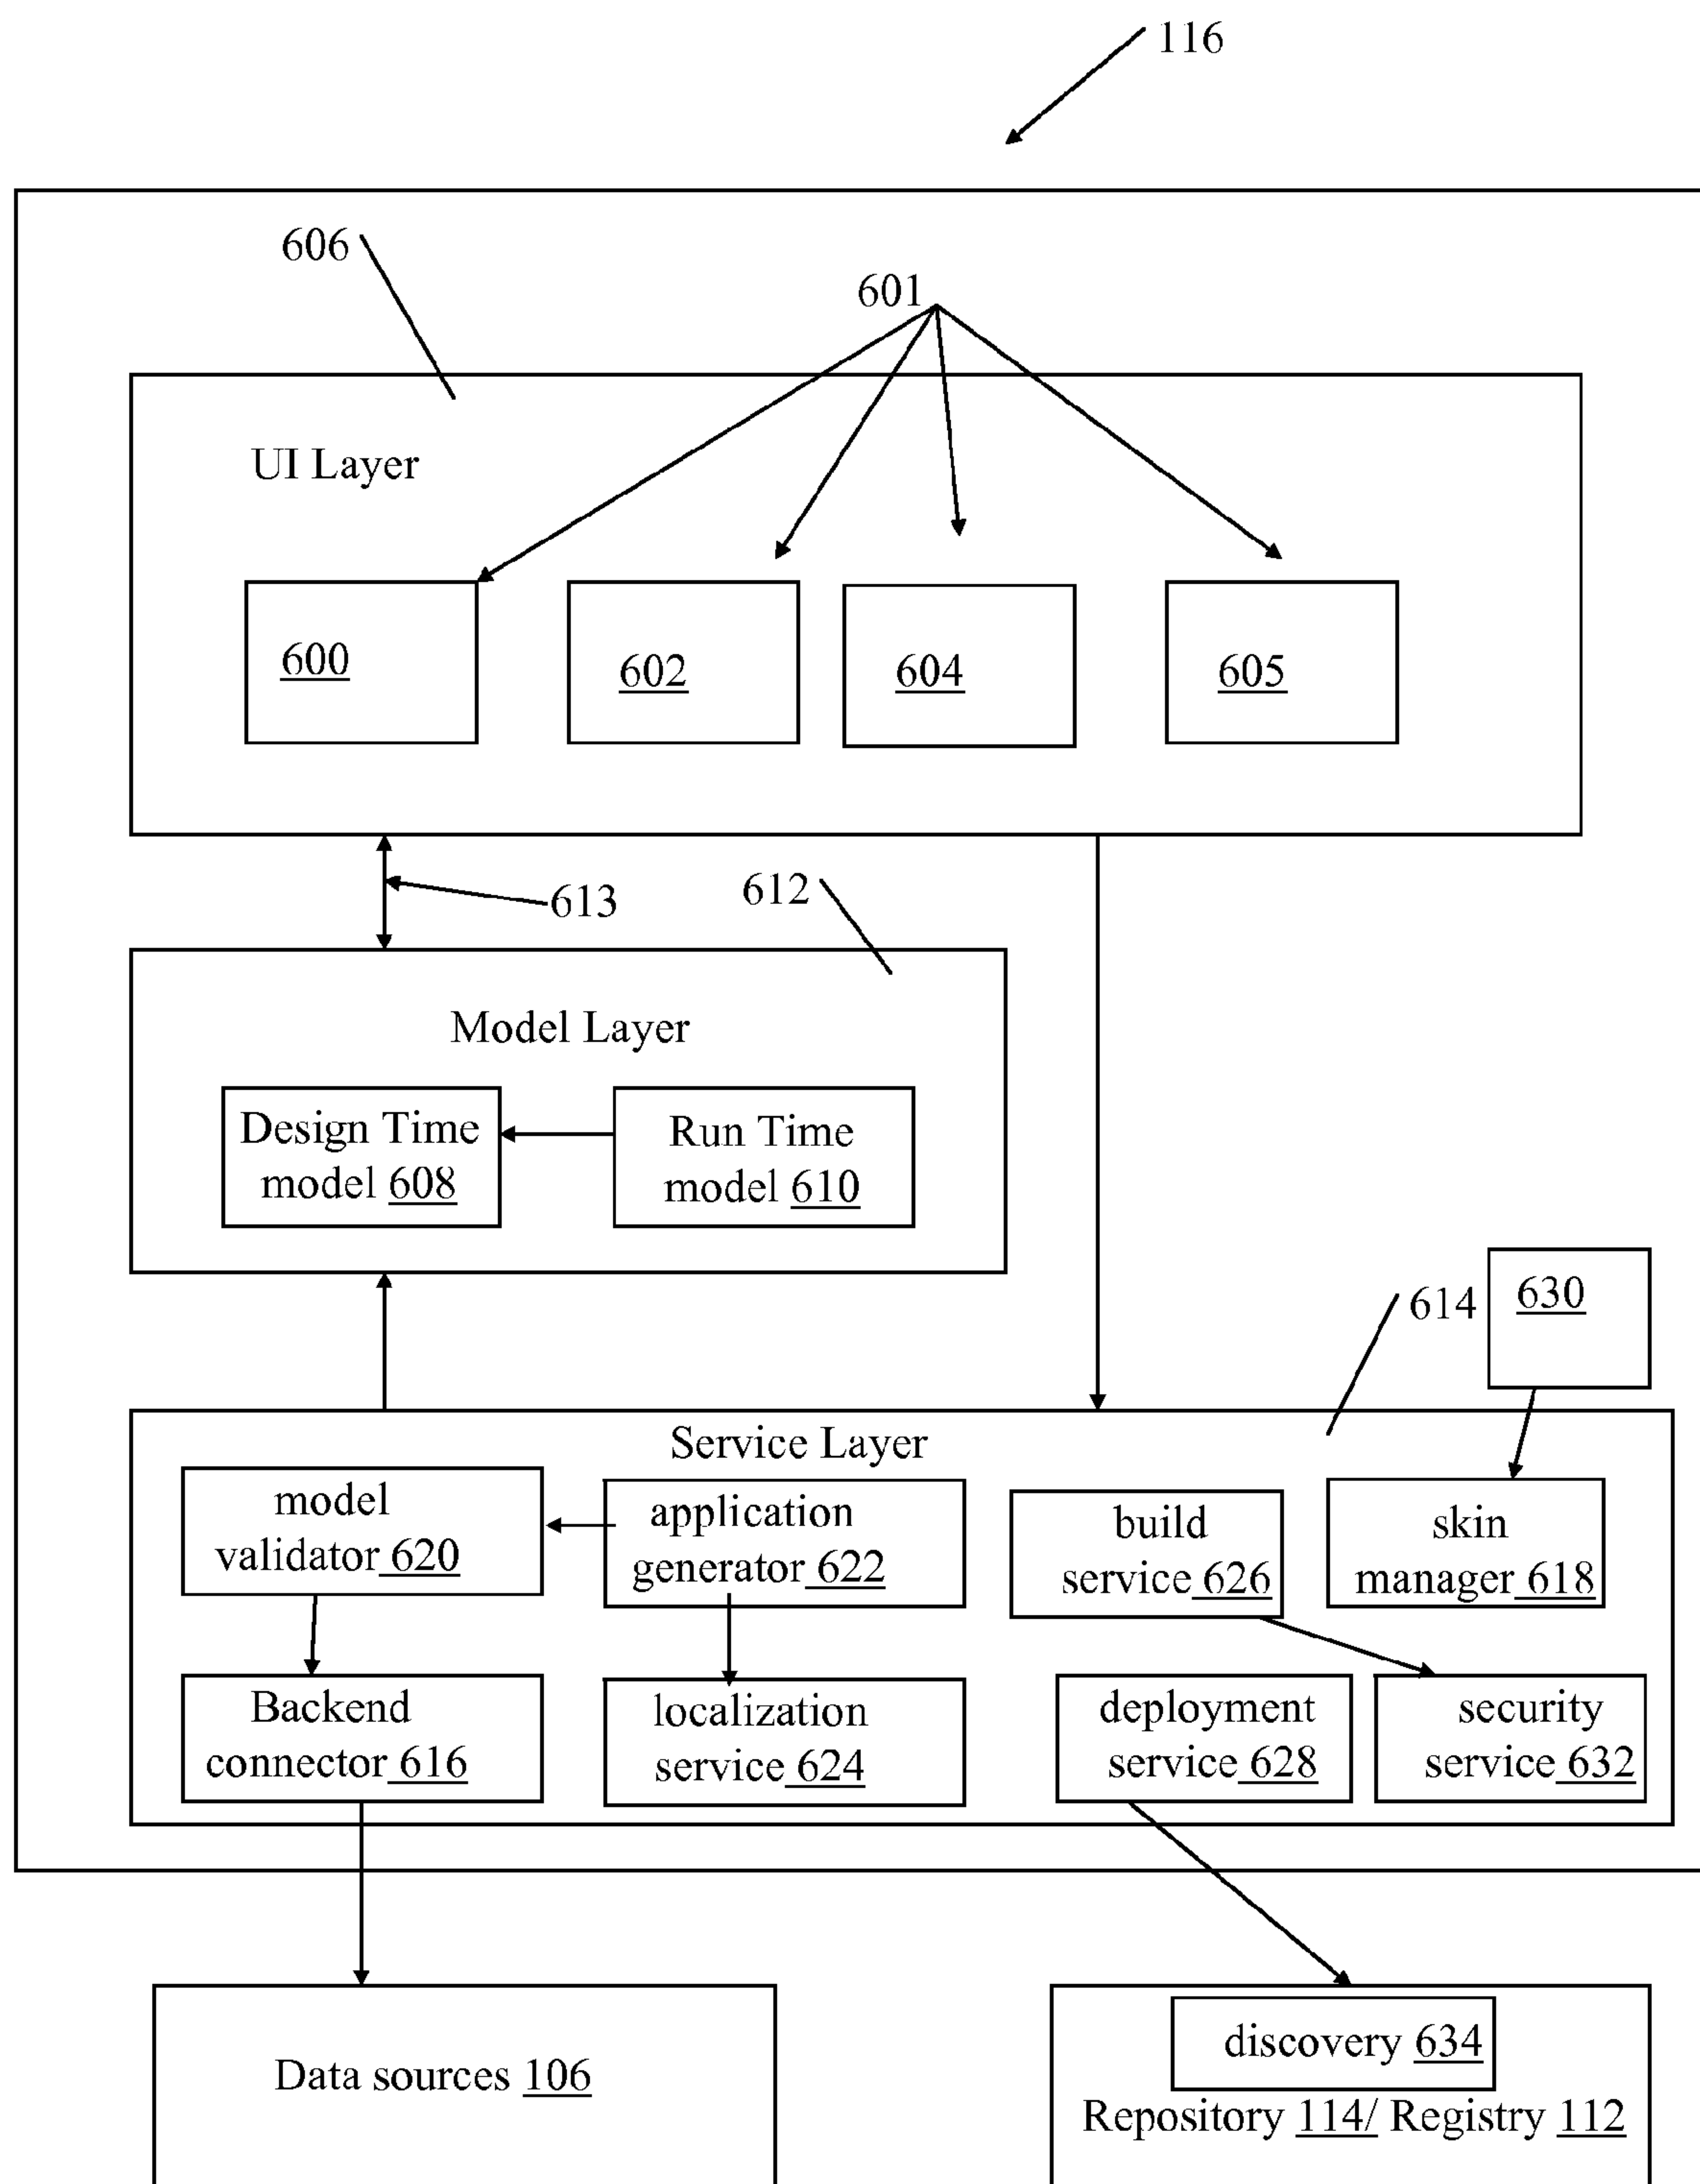 116
606
601
UI Layer
600
602
604
605
613
612
Model Layer
Design Time
model 608
Run Time
model 610
614
630
Service Layer
model
validator 620
application
generator 622
build
service 626
skin
manager 618
Backend
connector 616
localization
service 624
deployment
service 628
security
service 632
Data sources 106
discovery 634
Repository 114/ Registry 112